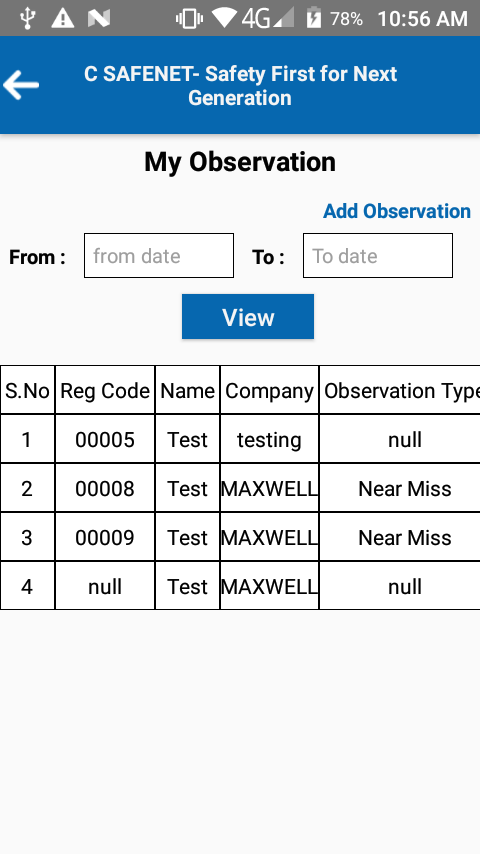 4G 78% 10:56 AM
C SAFENET- Safety First for Next
Generation
My Observation
Add Observation
From : from date To : To date
View
S.No Reg Code Name Company Observation Type
1 00005 Test testing null
2 00008 Test MAXWELL Near Miss
3 00009 Test MAXWELL Near Miss
4 null Test MAXWELL null